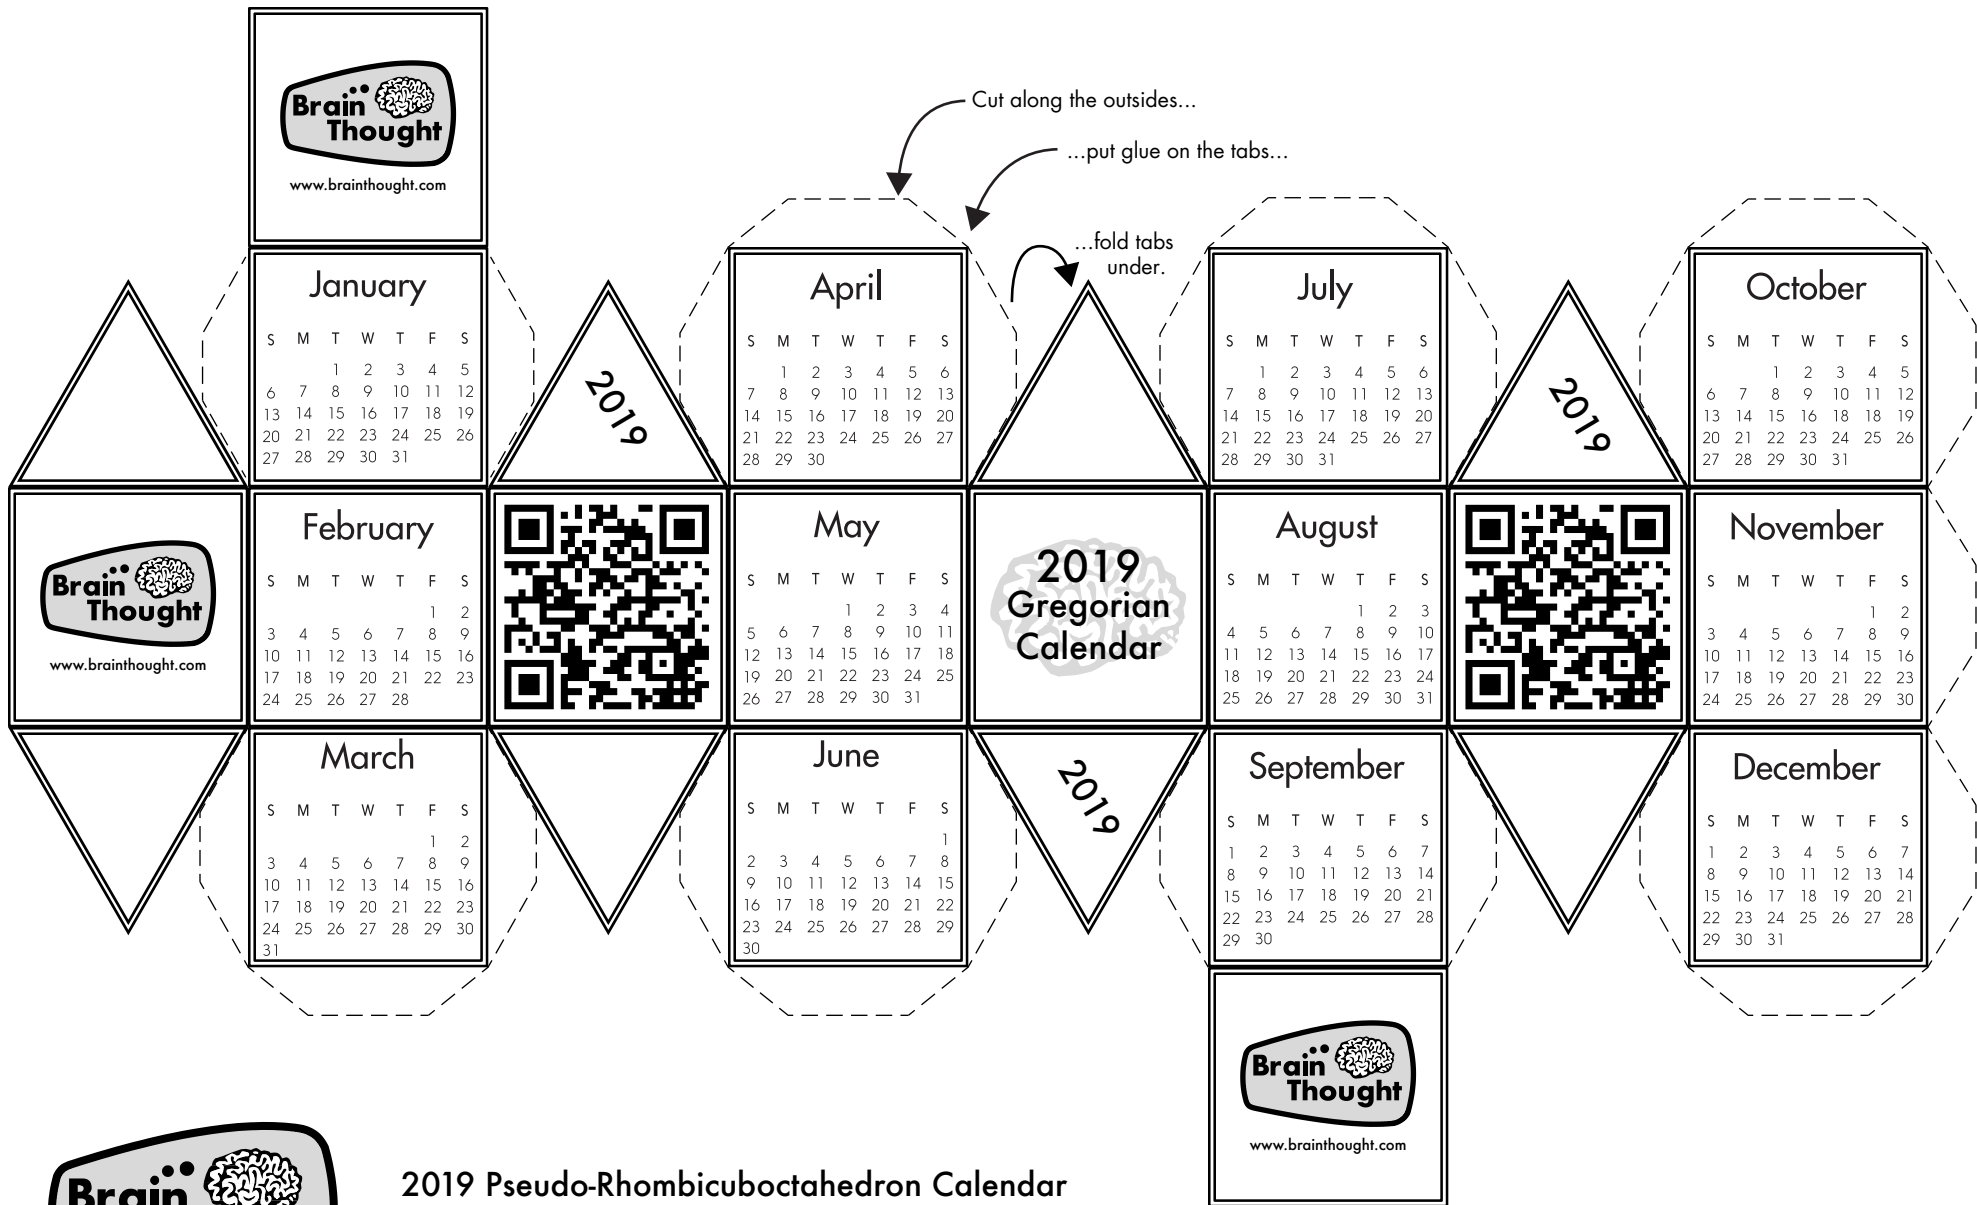 Brain
Thought
www.brainthought.com
Cut along the outsides...
...put glue on the tabs...
...fold tabs
under.
January
S M T W T F S
1 2 3 4 5
6 7 8 9 10 11 12
13 14 15 16 17 18 19
20 21 22 23 24 25 26
27 28 29 30 31
2019
April
S M T W T F S
1 2 3 4 5 6
7 8 9 10 11 12 13
14 15 16 17 18 19 20
21 22 23 24 25 26 27
28 29 30
July
S M T W T F S
1 2 3 4 5 6
7 8 9 10 11 12 13
14 15 16 17 18 19 20
21 22 23 24 25 26 27
28 29 30 31
2019
October
S M T W T F S
1 2 3 4 5
6 7 8 9 10 11 12
13 14 15 16 18 18 19
20 21 22 23 24 25 26
27 28 29 30 31
Brain
Thought
www.brainthought.com
February
S M T W T F S
1 2
3 4 5 6 7 8 9
10 11 12 13 14 15 16
17 18 19 20 21 22 23
24 25 26 27 28
May
S M T W T F S
1 2 3 4
5 6 7 8 9 10 11
12 13 14 15 16 17 18
19 20 21 22 23 24 25
26 27 28 29 30 31
2019
Gregorian
Calendar
August
S M T W T F S
1 2 3
4 5 6 7 8 9 10
11 12 13 14 15 16 17
18 19 20 21 22 23 24
25 26 27 28 29 30 31
November
S M T W T F S
1 2
3 4 5 6 7 8 9
10 11 12 13 14 15 16
17 18 19 20 21 22 23
24 25 26 27 28 29 30
March
S M T W T F S
1 2
3 4 5 6 7 8 9
10 11 12 13 14 15 16
17 18 19 20 21 22 23
24 25 26 27 28 29 30
31
June
S M T W T F S
1
2 3 4 5 6 7 8
9 10 11 12 13 14 15
16 17 18 19 20 21 22
23 24 25 26 27 28 29
30
2019
September
S M T W T F S
1 2 3 4 5 6 7
8 9 10 11 12 13 14
15 16 17 18 19 20 21
22 23 24 25 26 27 28
29 30
December
S M T W T F S
1 2 3 4 5 6 7
8 9 10 11 12 13 14
15 16 17 18 19 20 21
22 23 24 25 26 27 28
29 30 31
Brain
Thought
www.brainthought.com
Brain
2019 Pseudo-Rhombicuboctahedron Calendar